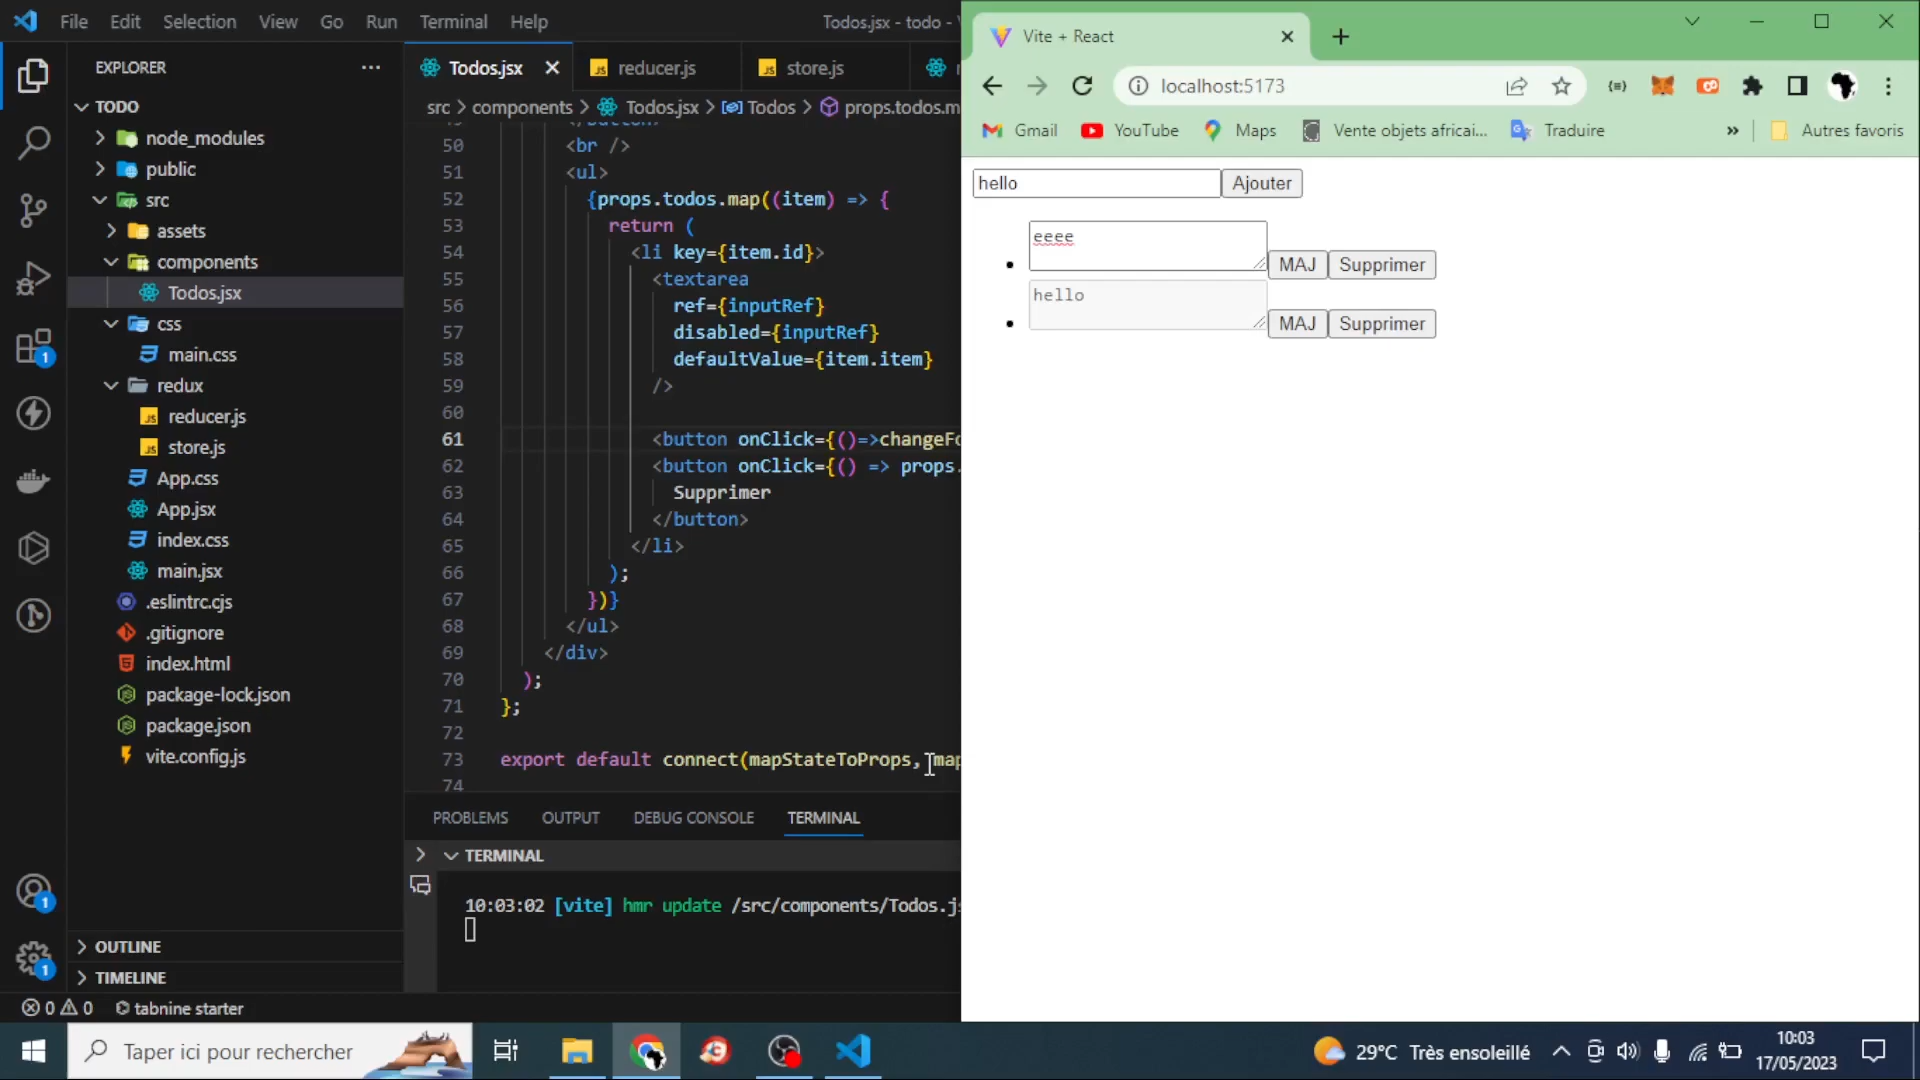 File Edit Selection View Go Run Terminal Help Todos.jsx - todo -
EXPLORER
TODO
node_modules
public
src
assets
components
Todos.jsx
css
main.css
redux
reducer.js
store.js
App.css
App.jsx
index.css
main.jsx
.eslintrc.cjs
.gitignore
index.html
package-lock.json
package.json
vite.config.js
OUTLINE
TIMELINE
Todos.jsx reducer.js store.js
src > components > Todos.jsx > Todos > props.todos.m
50 <br />
51 <ul>
52 {props.todos.map((item) => {
53 return (
54 <li key={item.id}>
55 <textarea
56 ref={inputRef}
57 disabled={inputRef}
58 defaultValue={item.item}
59 />
60
61 <button onClick={()=>changeFo
62 <button onClick={() => props.
63 Supprimer
64 </button>
65 </li>
66 );
67 })}
68 </ul>
69 </div>
70 );
71 };
72
73 export default connect(mapStateToProps, map
74
PROBLEMS OUTPUT DEBUG CONSOLE TERMINAL
TERMINAL
10:03:02 [vite] hmr update /src/components/Todos.js
0 0 tabnine starter
Vite + React
localhost:5173
Gmail YouTube Maps Vente objets africai... Traduire » Autres favoris
hello Ajouter
eeee MAJ Supprimer
hello MAJ Supprimer
Taper ici pour rechercher
29°C Très ensoleillé
10:03
17/05/2023